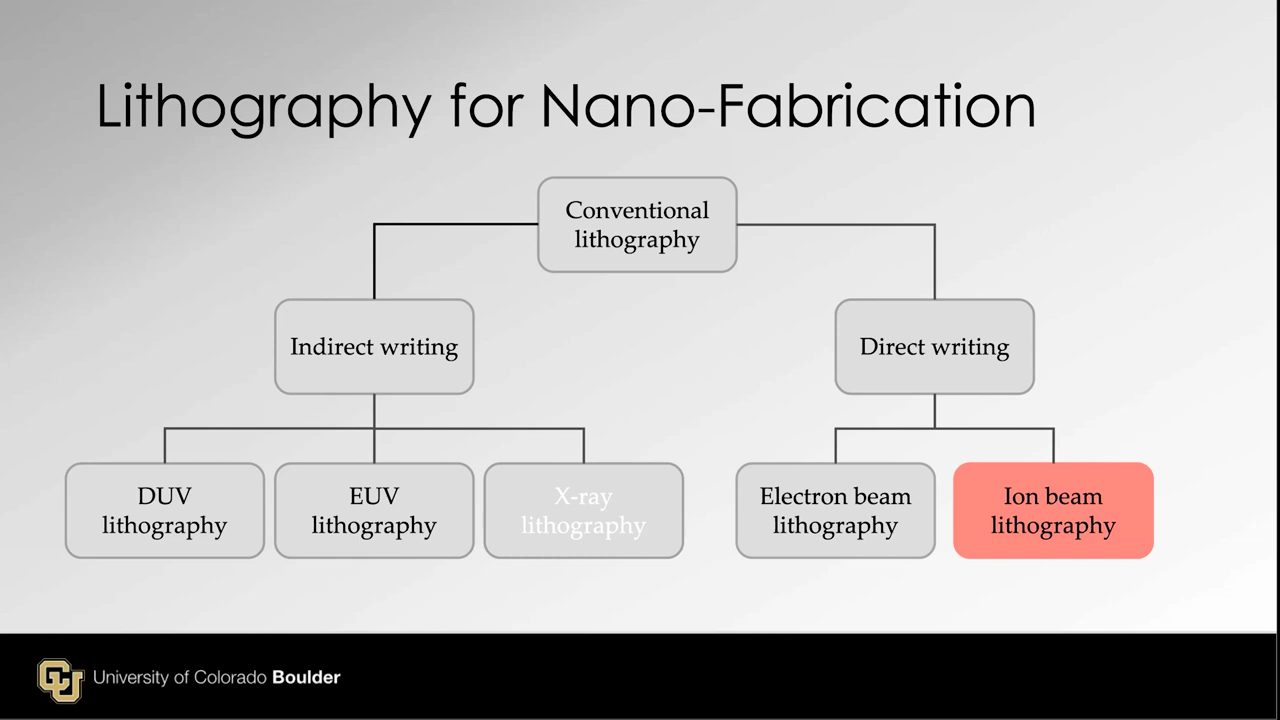 Lithography for Nano-Fabrication
Conventional
lithography
Indirect writing
Direct writing
DUV
lithography
EUV
lithography
X-ray
lithography
Electron beam
lithography
Ion beam
lithography
CU University of Colorado Boulder